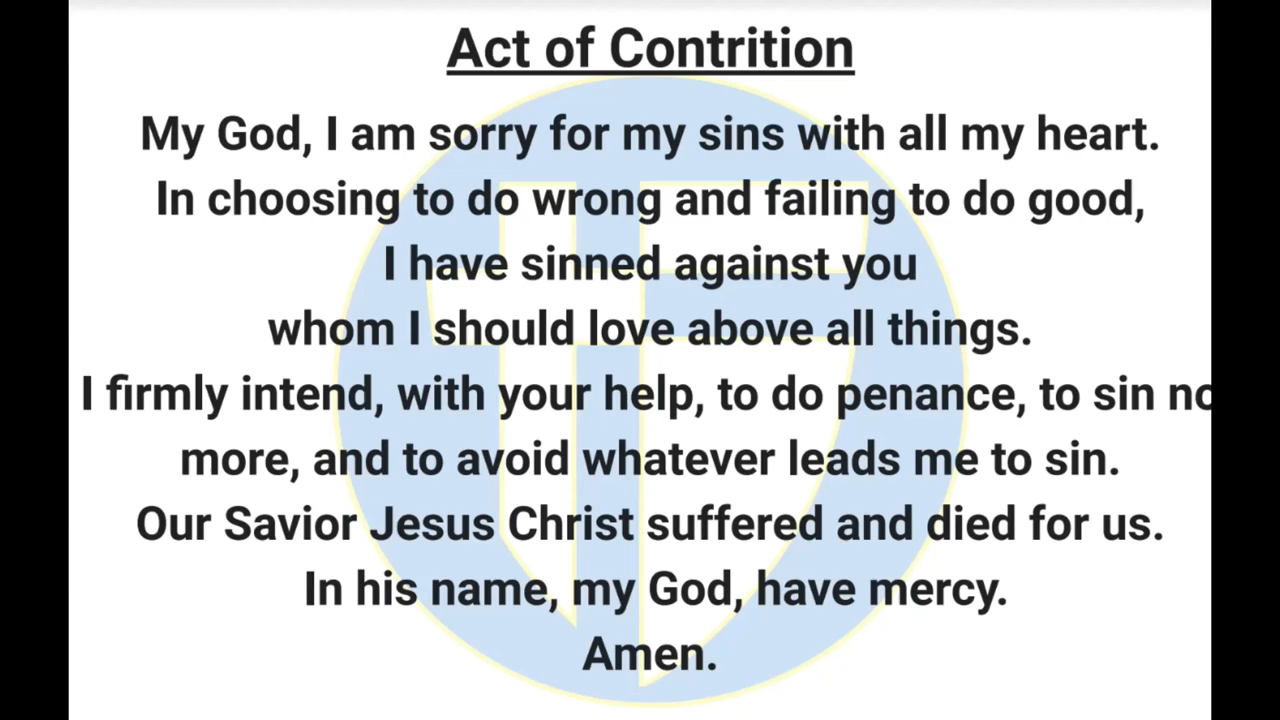 Act of Contrition
My God, I am sorry for my sins with all my heart.
In choosing to do wrong and failing to do good,
I have sinned against you
whom I should love above all things.
I firmly intend, with your help, to do penance, to sin no
more, and to avoid whatever leads me to sin.
Our Savior Jesus Christ suffered and died for us.
In his name, my God, have mercy.
Amen.